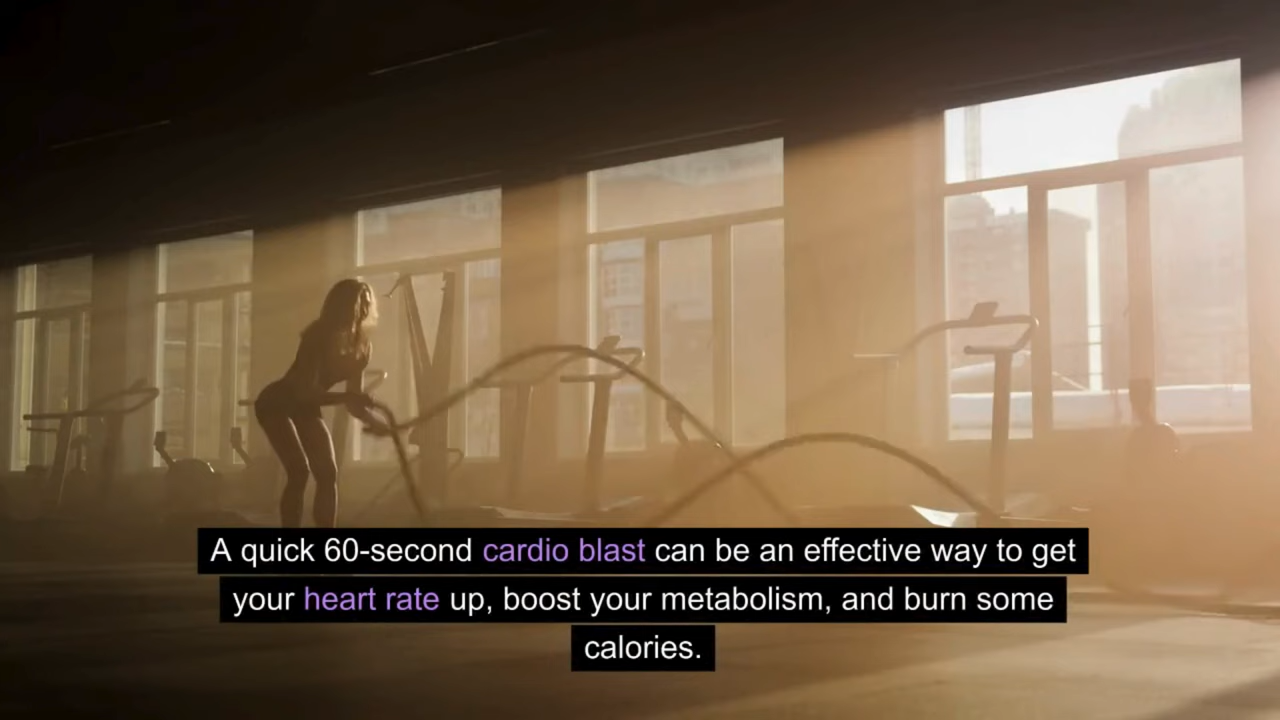 A quick 60-second cardio blast can be an effective way to get
your heart rate up, boost your metabolism, and burn some
calories.